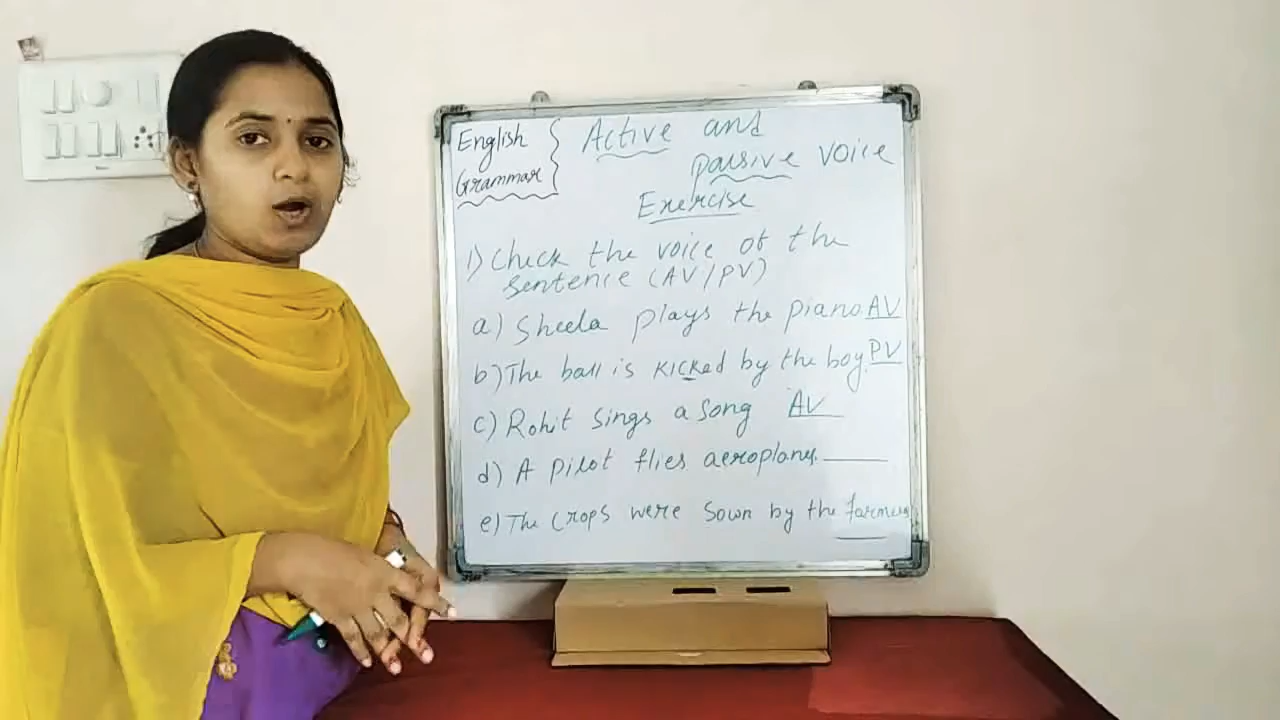 English
Grammar
Active and
passive voice
Exercise
1) Check the voice of the
sentence (AV/PV)
a) Sheela plays the piano AV
b) The ball is kicked by the boy. PV
c) Rohit sings a song AV
d) A pilot flies aeroplanes.
e) The crops were sown by the farmers